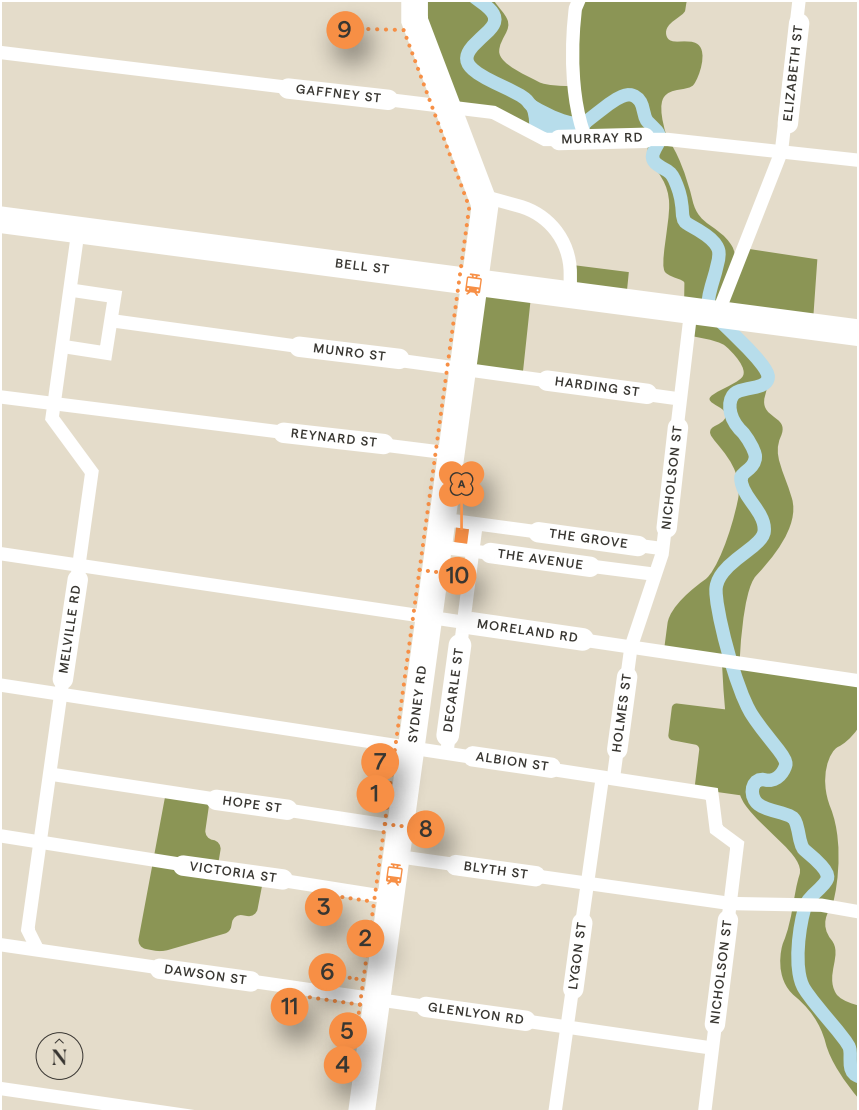 9
ELIZABETH ST
GAFFNEY ST
MURRAY RD
BELL ST
MUNRO ST
HARDING ST
REYNARD ST
NICHOLSON ST
A
THE GROVE
THE AVENUE
10
MORELAND RD
MELVILLE RD
DECARLE ST
SYDNEY RD
HOLMES ST
7
ALBION ST
1
HOPE ST
8
VICTORIA ST
BLYTH ST
3
2
LYGON ST
NICHOLSON ST
6
DAWSON ST
11
GLENLYON RD
5
4
N